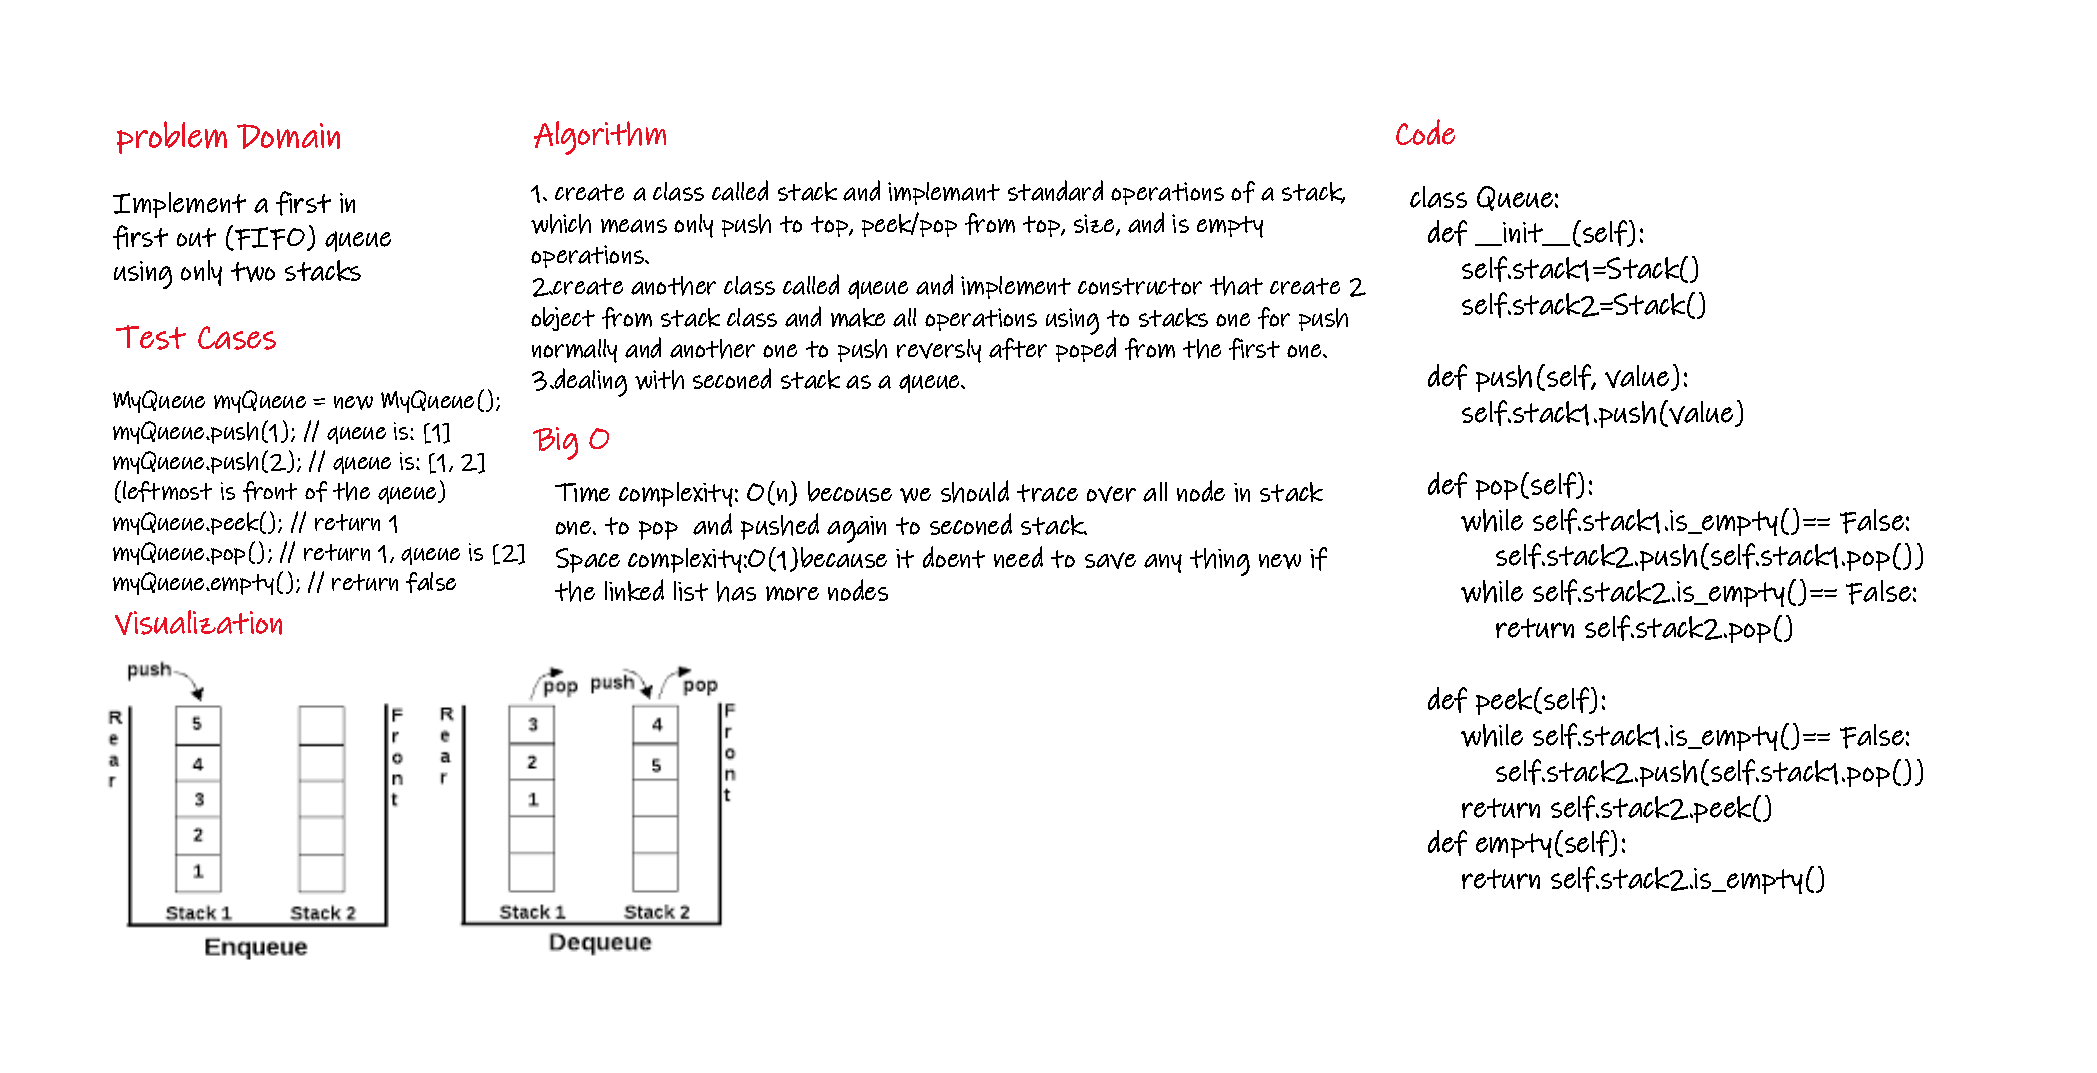 problem Domain
Implement a first in
first out (FIFO) queue
using only two stacks
Test Cases
MyQueue myQueue = new MyQueue();
myQueue.push(1); // queue is: [1]
myQueue.push(2); // queue is: [1, 2]
(leftmost is front of the queue)
myQueue.peek(); // return 1
myQueue.pop(); // return 1, queue is [2]
myQueue.empty(); // return false
Visualization
push
Rear
5
4
3
2
1
Front
Stack 1
Stack 2
Enqueue
pop
push
pop
Rear
3
2
1
4
5
Front
Stack 1
Stack 2
Dequeue
Algorithm
1. create a class called stack and implemant standard operations of a stack,
which means only push to top, peek/pop from top, size, and is empty
operations.
2.create another class called queue and implement constructor that create 2
object from stack class and make all operations using to stacks one for push
normally and another one to push reversly after poped from the first one.
3.dealing with seconed stack as a queue.
Big O
Time complexity: O(n) becouse we should trace over all node in stack
one. to pop and pushed again to seconed stack.
Space complexity:O(1)because it doent need to save any thing new if
the linked list has more nodes
Code
class Queue:
def __init__(self):
self.stack1=Stack()
self.stack2=Stack()
def push(self, value):
self.stack1.push(value)
def pop(self):
while self.stack1.is_empty()== False:
self.stack2.push(self.stack1.pop())
while self.stack2.is_empty()== False:
return self.stack2.pop()
def peek(self):
while self.stack1.is_empty()== False:
self.stack2.push(self.stack1.pop())
return self.stack2.peek()
def empty(self):
return self.stack2.is_empty()